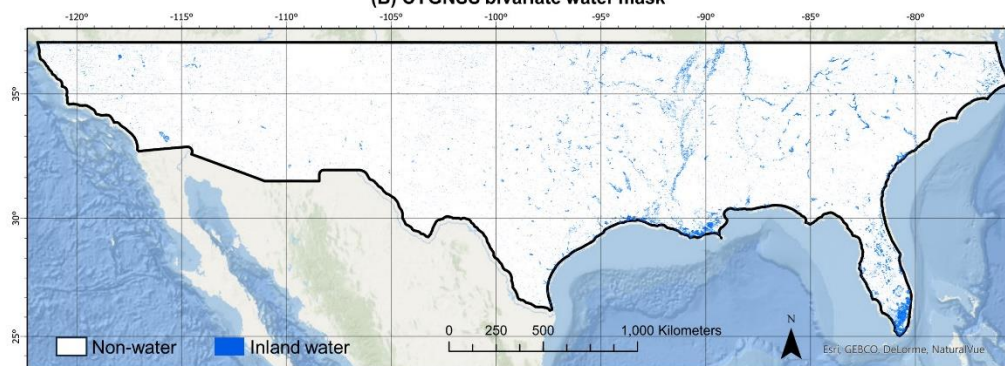 (B) CYGNSS bivariate water mask
-120 -115 -110 -105 -100 -95 -90 -85 -80
35°
30°
25°
0 250 500 1,000 Kilometers
N
Non-water Inland water
Esri, GEBCO, DeLorme, NaturalVue